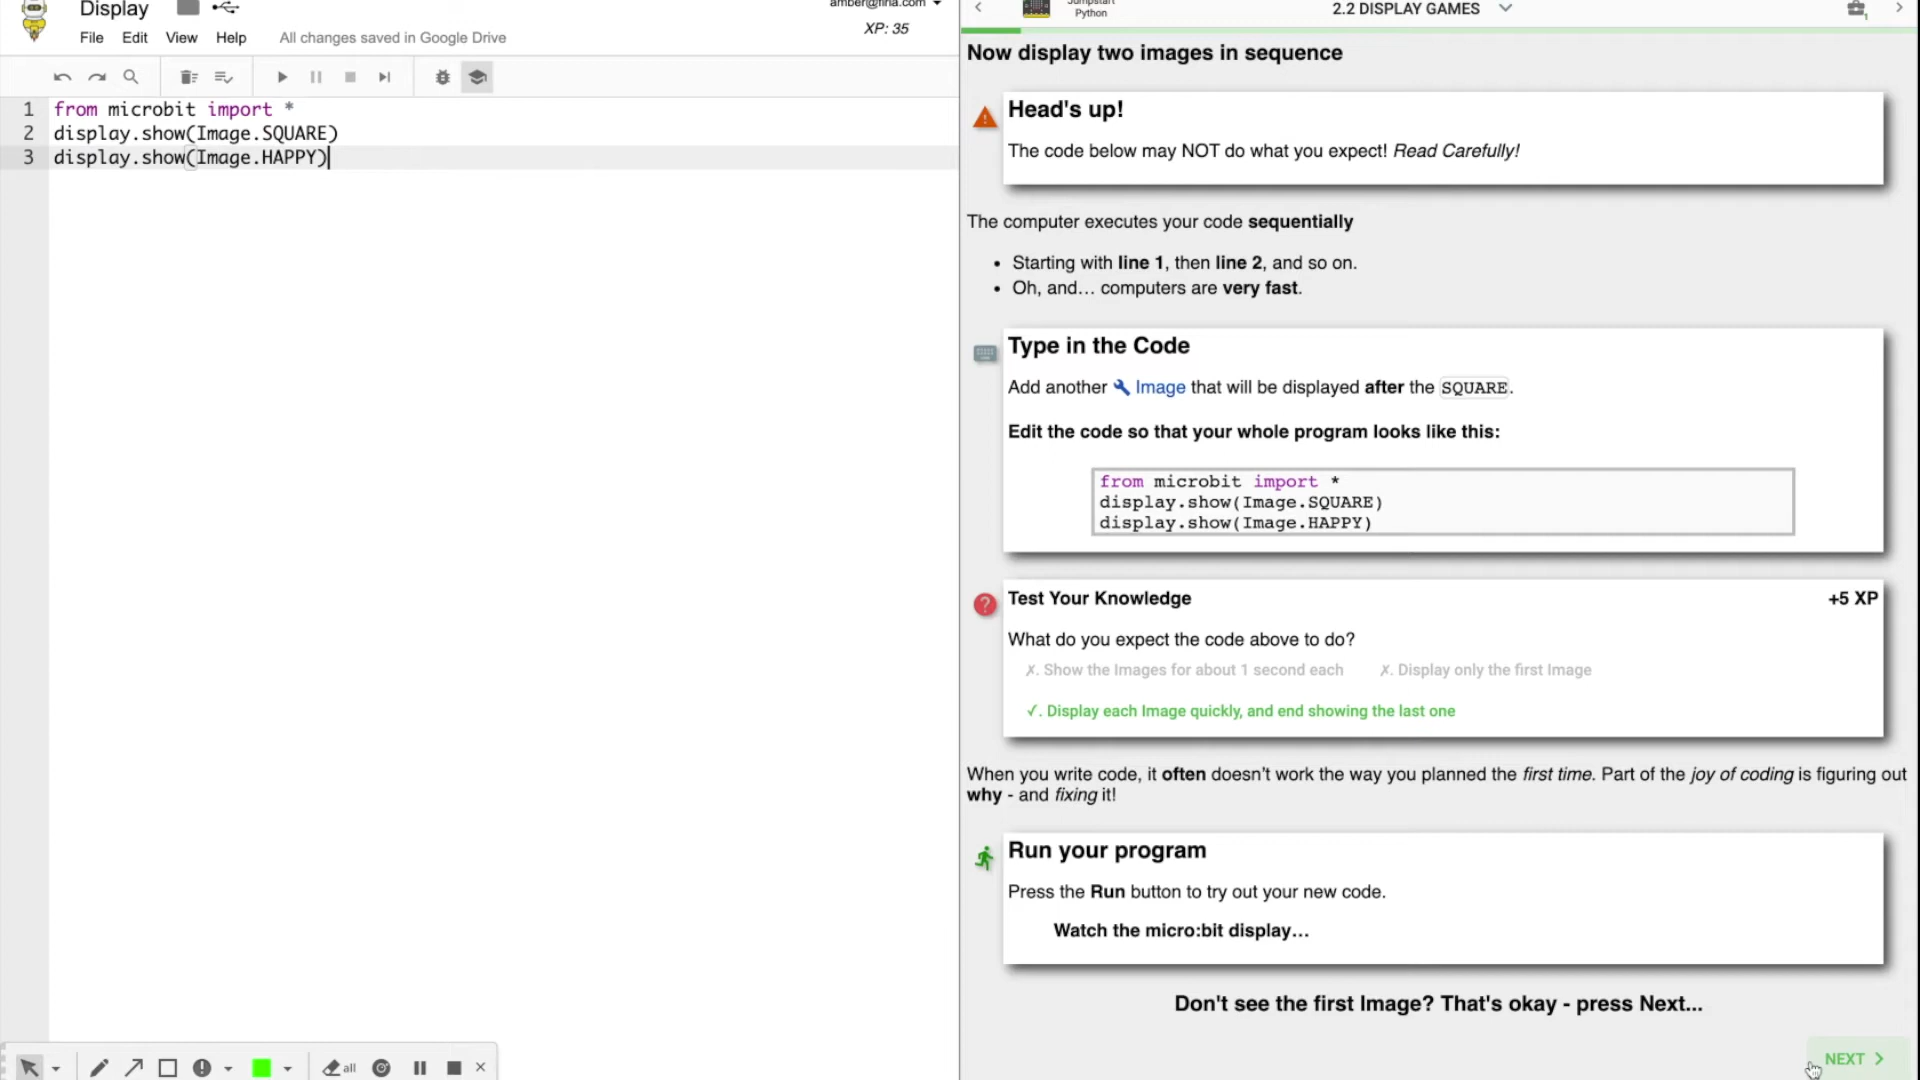 Display
File Edit View Help All changes saved in Google Drive
amber@firia.com
XP: 35
1 from microbit import *
2 display.show(Image.SQUARE)
3 display.show(Image.HAPPY)
all
Jumpstart
Python
2.2 DISPLAY GAMES
1
Now display two images in sequence
Head's up!
The code below may NOT do what you expect! Read Carefully!
The computer executes your code sequentially
• Starting with line 1, then line 2, and so on.
• Oh, and… computers are very fast.
Type in the Code
Add another Image that will be displayed after the SQUARE.
Edit the code so that your whole program looks like this:
from microbit import *
display.show(Image.SQUARE)
display.show(Image.HAPPY)
Test Your Knowledge +5 XP
What do you expect the code above to do?
✗. Show the Images for about 1 second each ✗. Display only the first Image
✓. Display each Image quickly, and end showing the last one
When you write code, it often doesn't work the way you planned the first time. Part of the joy of coding is figuring out
why - and fixing it!
Run your program
Press the Run button to try out your new code.
Watch the micro:bit display…
Don't see the first Image? That's okay - press Next...
NEXT